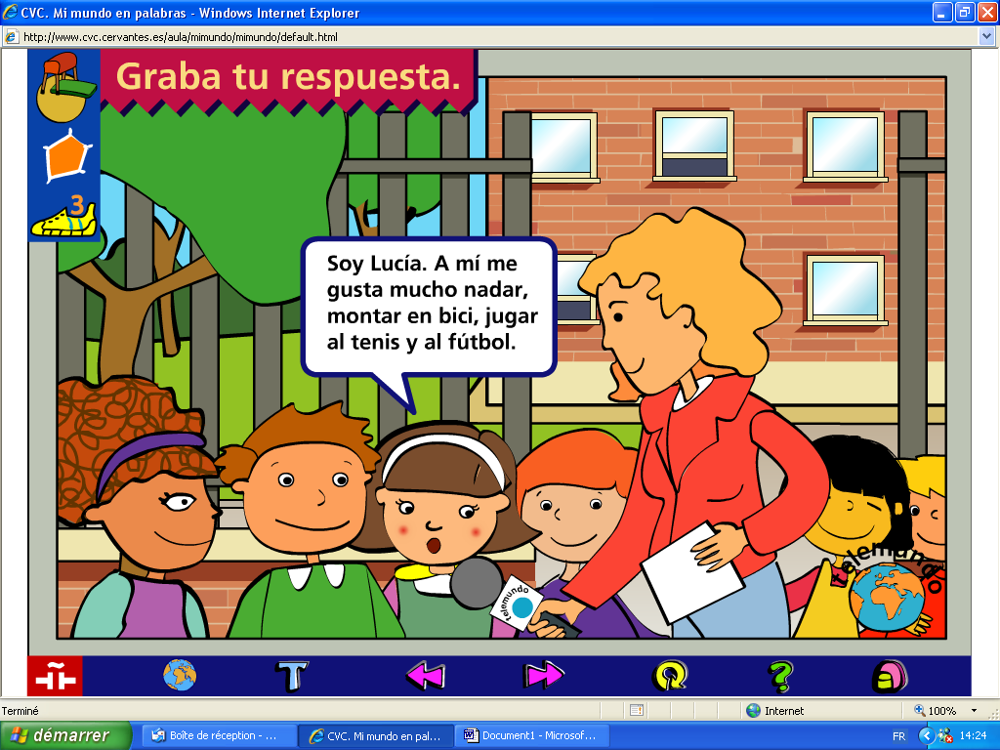 CVC. Mi mundo en palabras - Windows Internet Explorer
http://www.cvc.cervantes.es/aula/mimundo/mimundo/default.html
Graba tu respuesta.
3
Soy Lucía. A mí me
gusta mucho nadar,
montar en bici, jugar
al tenis y al fútbol.
telemundo
telemundo
T
?
Terminé
Internet
100%
démarrer
Boîte de réception - ...
CVC. Mi mundo en pal...
Document1 - Microsof...
FR
14:24